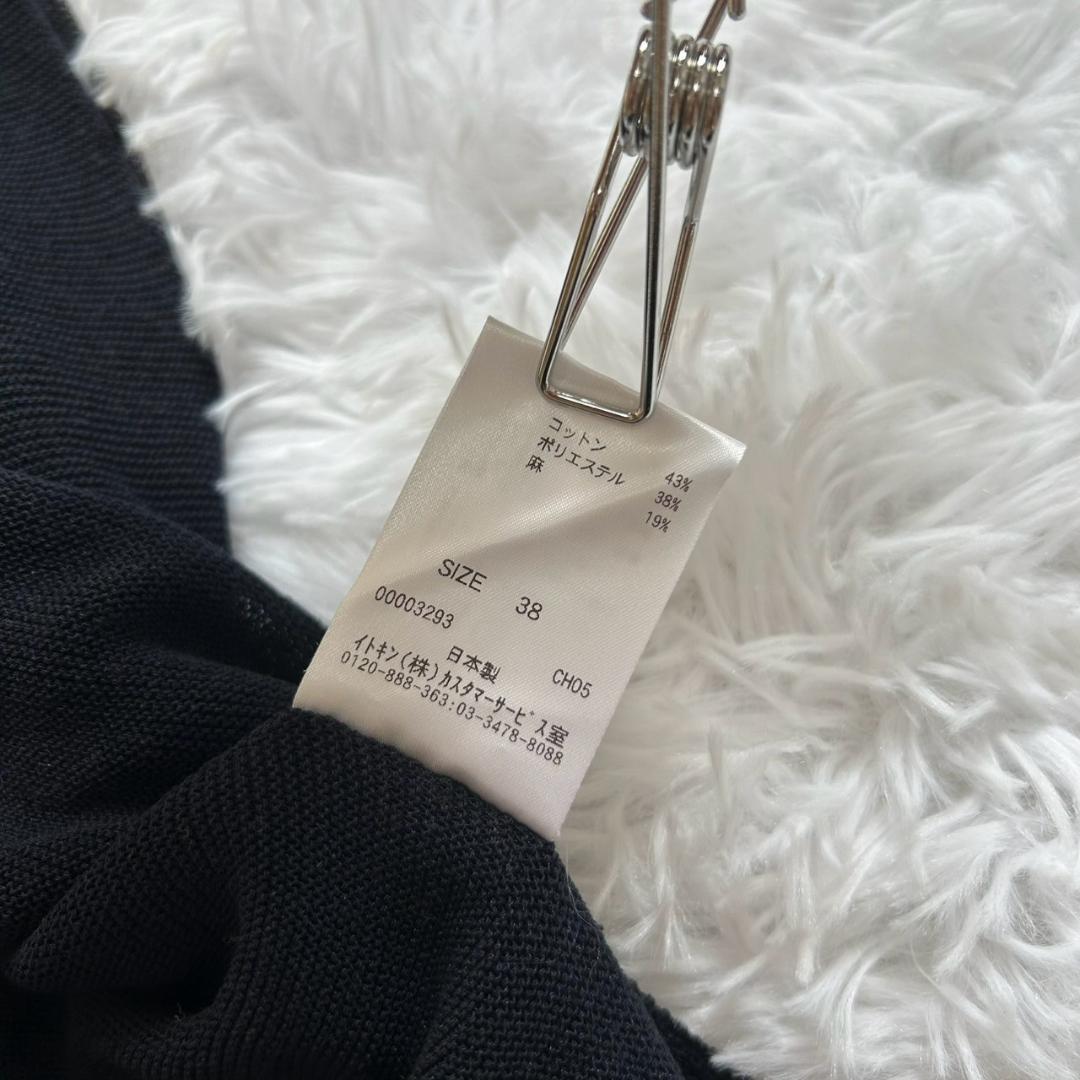 コットン 43%
ポリエステル 38%
麻 19%
SIZE 38
00003293
日本製 CH05
イトキン(株)カスタマーサービス室
0120-888-363:03-3478-8088